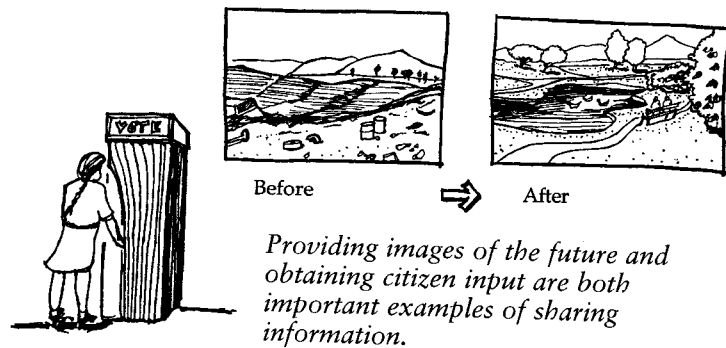 VOTE
Before
After
Providing images of the future and
obtaining citizen input are both
important examples of sharing
information.